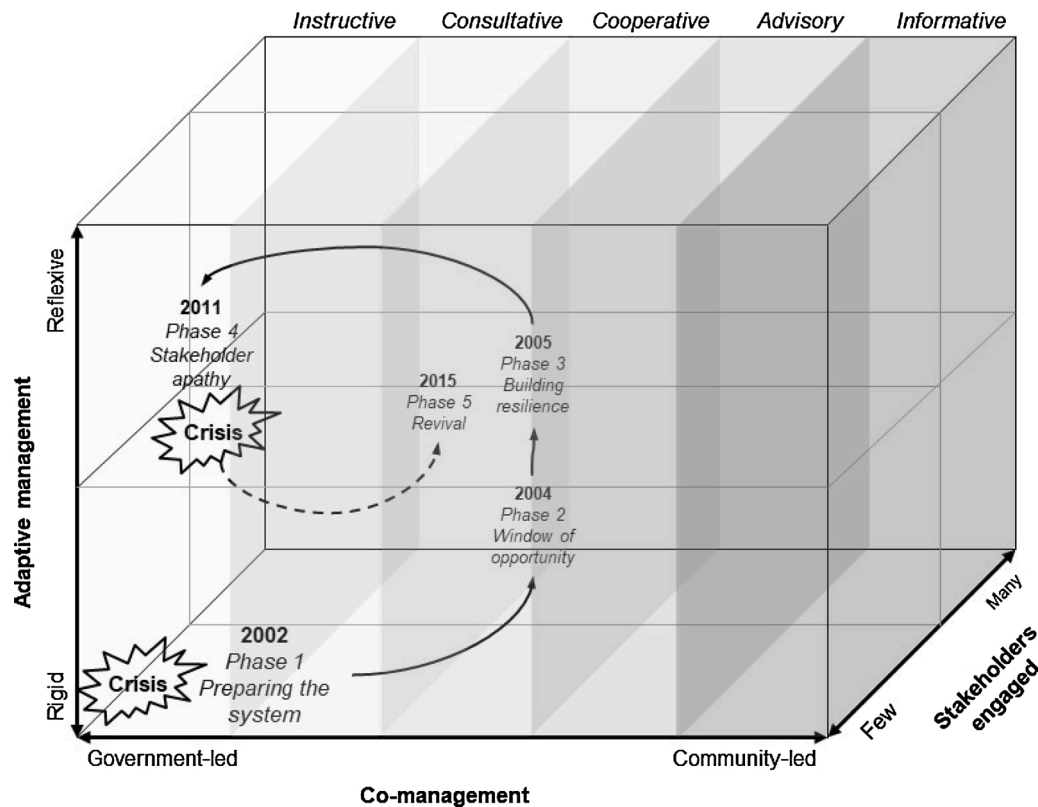 Instructive Consultative Cooperative Advisory Informative
Reflexive
Adaptive management
Rigid
2011
Phase 4
Stakeholder
apathy
Crisis
2015
Phase 5
Revival
2005
Phase 3
Building
resilience
2004
Phase 2
Window of
opportunity
Crisis
2002
Phase 1
Preparing the
system
Many
Few
Stakeholders
engaged
Government-led
Community-led
Co-management